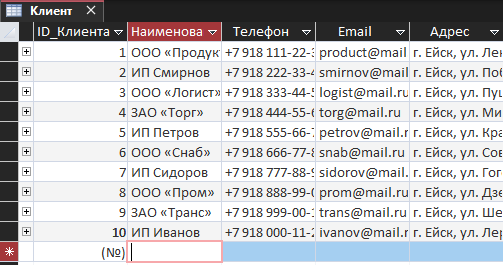 Клиент
ID_Клиента Наименова Телефон Email Адрес
1 ООО «Продукт +7 918 111-22-3 product@mail г. Ейск, ул. Лен
2 ИП Смирнов +7 918 222-33-4 smirnov@mail г. Ейск, ул. Поб
3 ООО «Логист» +7 918 333-44-5 logist@mail.ru г. Ейск, ул. Пуш
4 ЗАО «Торг» +7 918 444-55-6 torg@mail.ru г. Ейск, ул. Ми
5 ИП Петров +7 918 555-66-7 petrov@mail.ru г. Ейск, ул. Кра
6 ООО «Снаб» +7 918 666-77-8 snab@mail.ru г. Ейск, ул. Сов
7 ИП Сидоров +7 918 777-88-9 sidorov@mail.r г. Ейск, ул. Гог
8 ООО «Пром» +7 918 888-99-0 prom@mail.ru г. Ейск, ул. Дзе
9 ЗАО «Транс» +7 918 999-00-1 trans@mail.ru г. Ейск, ул. Ше
10 ИП Иванов +7 918 000-11-2 ivanov@mail.ru г. Ейск, ул. Лер
(№)